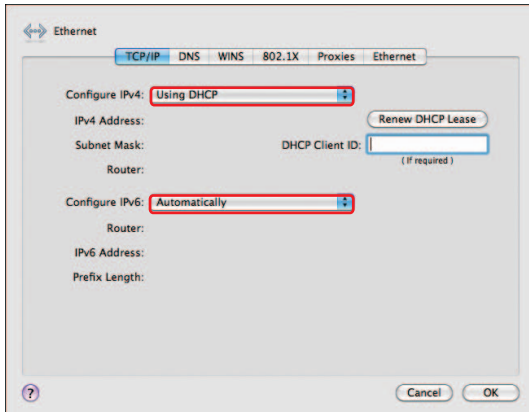 Ethernet
TCP/IP DNS WINS 802.1X Proxies Ethernet
Configure IPv4: Using DHCP
IPv4 Address: Renew DHCP Lease
Subnet Mask: DHCP Client ID:
( If required )
Router:
Configure IPv6: Automatically
Router:
IPv6 Address:
Prefix Length:
? Cancel OK